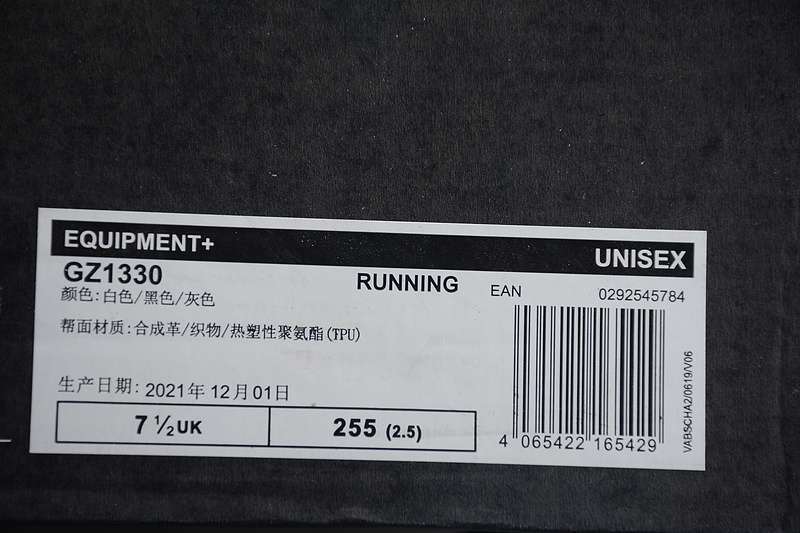 EQUIPMENT+
UNISEX
GZ1330
RUNNING
EAN
0292545784
颜色:白色/黑色/灰色
帮面材质:合成革/织物/热塑性聚氨酯(TPU)
生产日期: 2021年 12月01日
7 ½UK
255 (2.5)
4 065422 165429
VABSCHA2/0619/V06